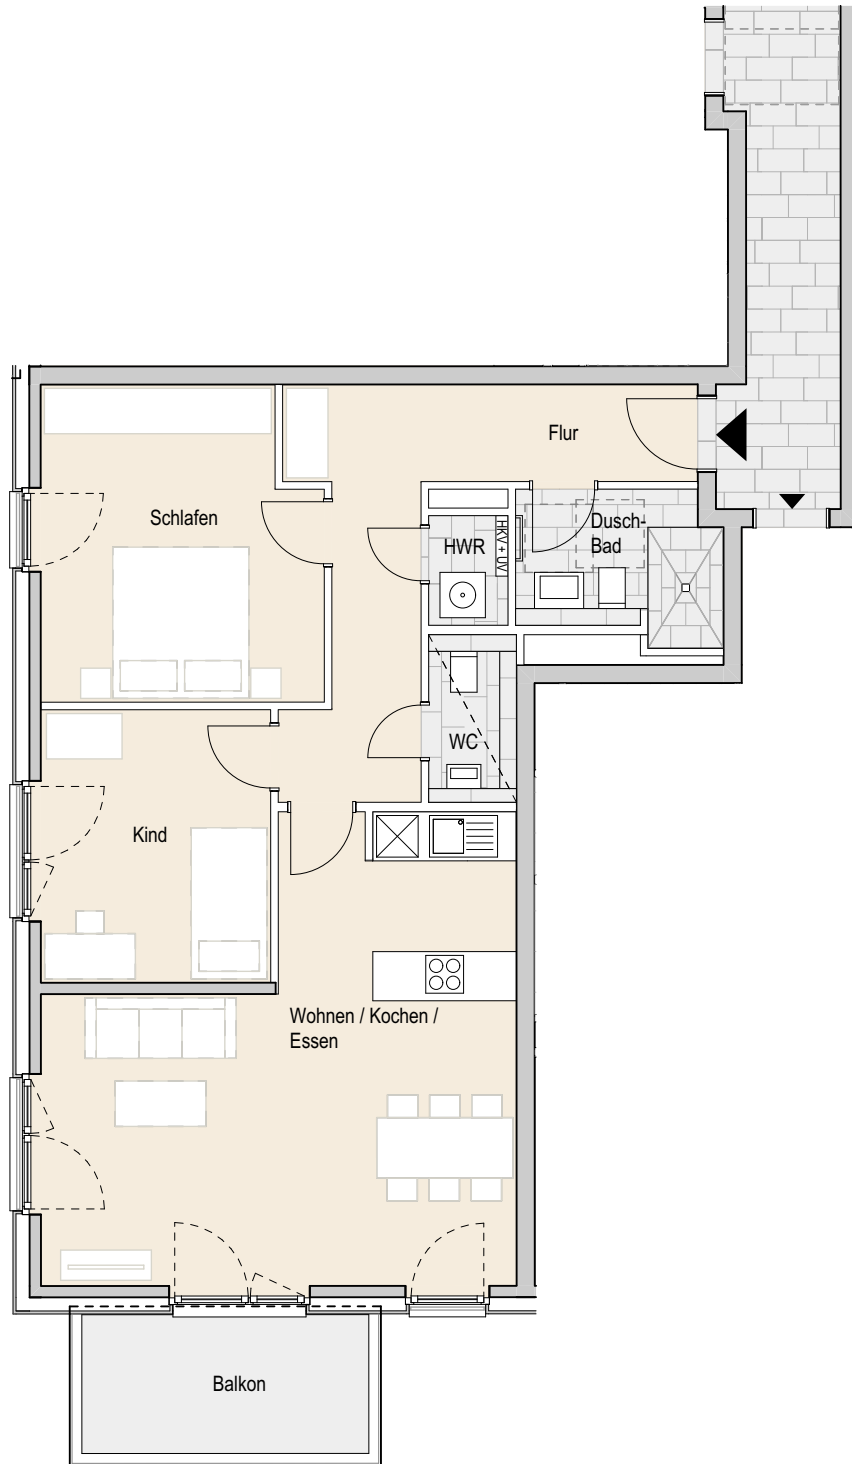 Flur
Schlafen
Dusch-
Bad
HWR
HKV + UV
WC
Kind
Wohnen / Kochen /
Essen
Balkon